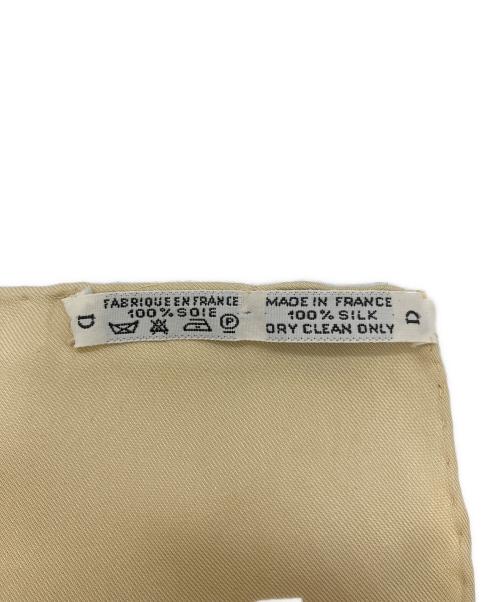 D
FABRIQUE EN FRANCE
100% SOIE
P
MADE IN FRANCE
100% SILK
DRY CLEAN ONLY
D